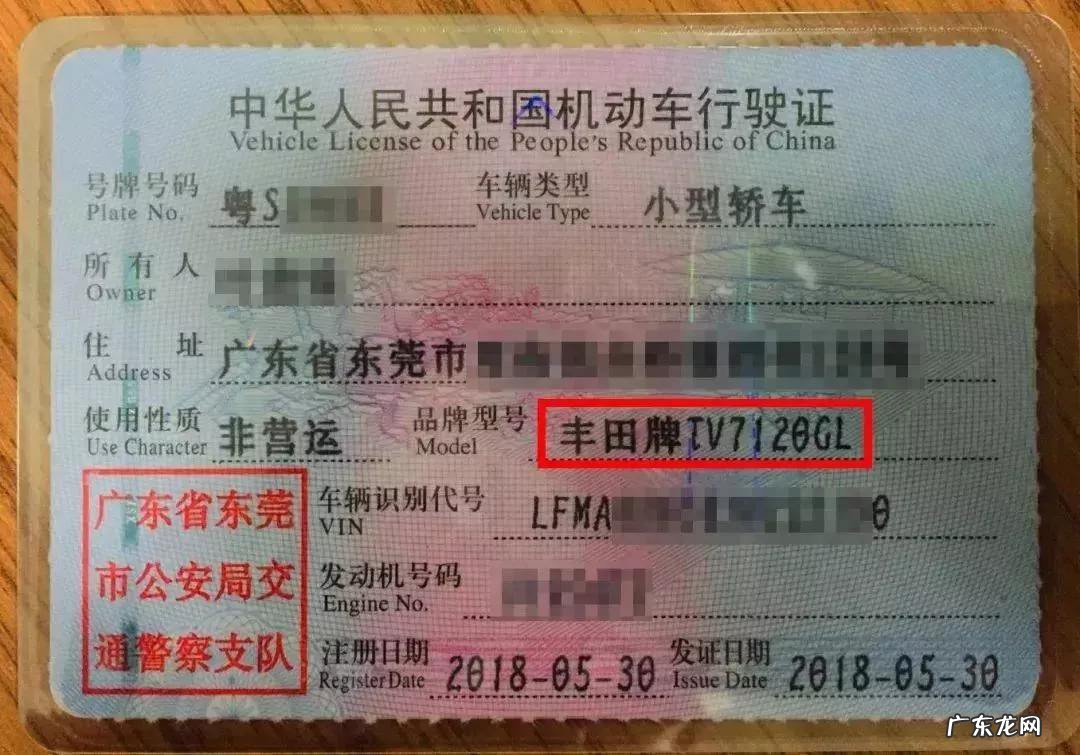 中华人民共和国机动车行驶证
Vehicle License of the People's Republic of China
号牌号码 粤S 车辆类型 小型轿车
Plate No. Vehicle Type
所有人
Owner
住址 广东省东莞市
Address
使用性质 非营运 品牌型号 丰田牌TV7120GL
Use Character Model
广东省东莞 车辆识别代号 LFMA 0
VIN
市公安局交 发动机号码
Engine No.
通警察支队 注册日期 2018-05-30 发证日期 2018-05-30
Register Date Issue Date
广东龙网